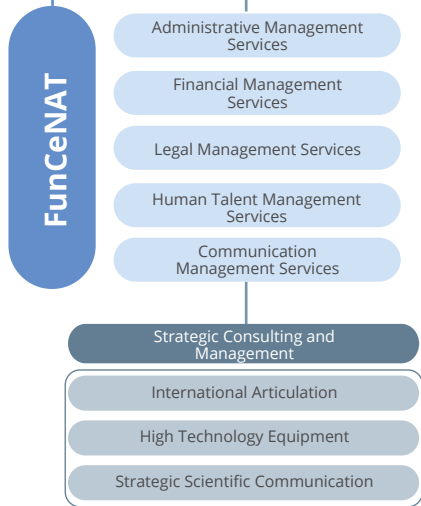 FunCeNAT
Administrative Management
Services
Financial Management
Services
Legal Management Services
Human Talent Management
Services
Communication
Management Services
Strategic Consulting and
Management
International Articulation
High Technology Equipment
Strategic Scientific Communication